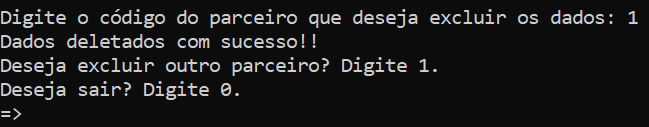 Digite o código do parceiro que deseja excluir os dados: 1
Dados deletados com sucesso!!
Deseja excluir outro parceiro? Digite 1.
Deseja sair? Digite 0.
=>